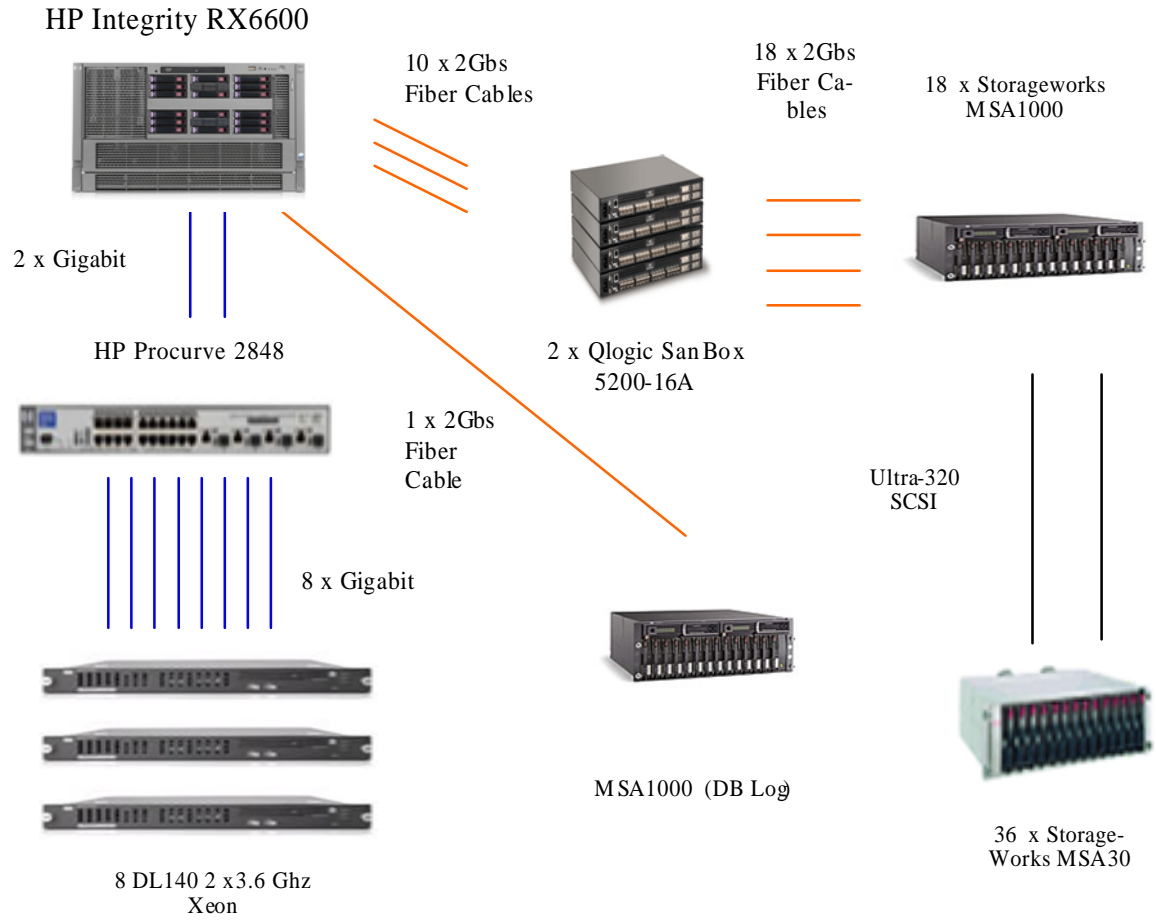 HP Integrity RX6600
10 x 2Gbs
Fiber Cables
18 x 2Gbs
Fiber Ca-
bles
18 x Storageworks
MSA1000
2 x Gigabit
HP Procurve 2848
2 x Qlogic SanBox
5200-16A
1 x 2Gbs
Fiber
Cable
Ultra-320
SCSI
8 x Gigabit
MSA1000 (DB Log)
36 x Storage-
Works MSA30
8 DL140 2 x 3.6 Ghz
Xeon